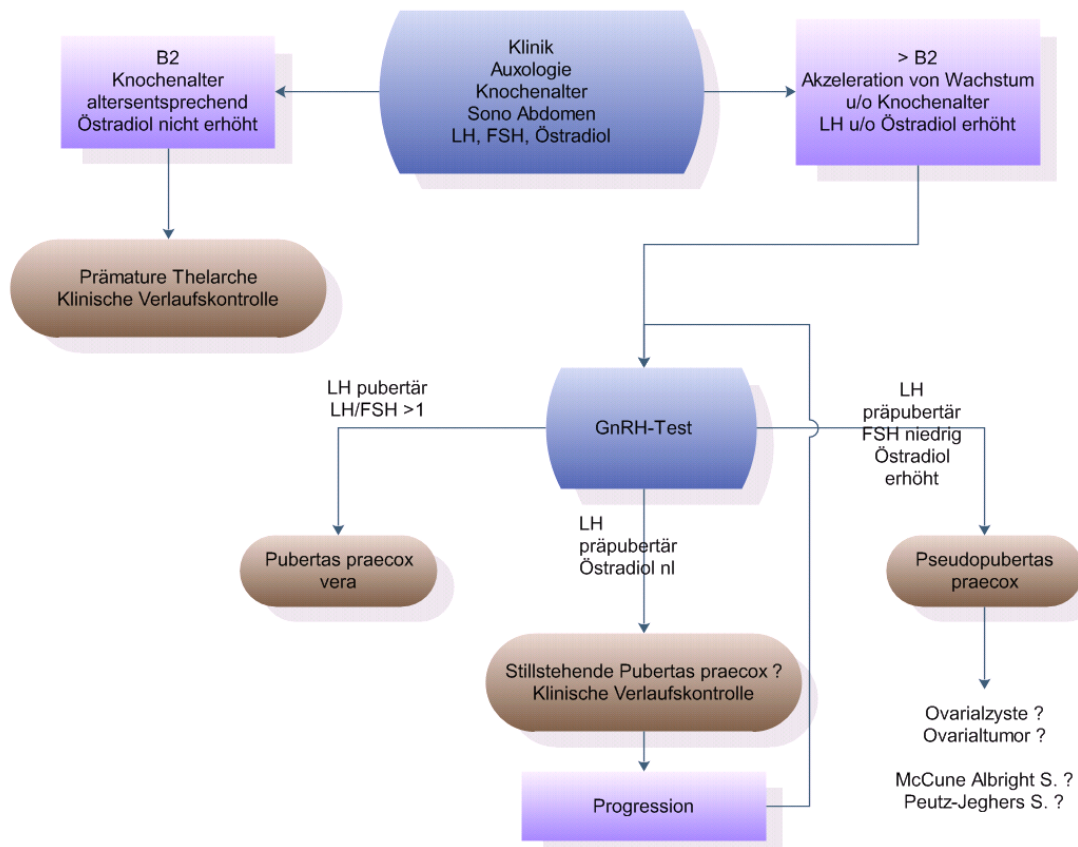 B2
Knochenalter
altersentsprechend
Östradiol nicht erhöht
Klinik
Auxologie
Knochenalter
Sono Abdomen
LH, FSH, Östradiol
> B2
Akzeleration von Wachstum
u/o Knochenalter
LH u/o Östradiol erhöht
Prämature Thelarche
Klinische Verlaufskontrolle
LH pubertär
LH/FSH >1
GnRH-Test
LH
präpubertär
FSH niedrig
Östradiol
erhöht
LH
präpubertär
Östradiol nl
Pubertas praecox
vera
Pseudopubertas
praecox
Stillstehende Pubertas praecox ?
Klinische Verlaufskontrolle
Ovarialzyste ?
Ovarialtumor ?
McCune Albright S. ?
Peutz-Jeghers S. ?
Progression